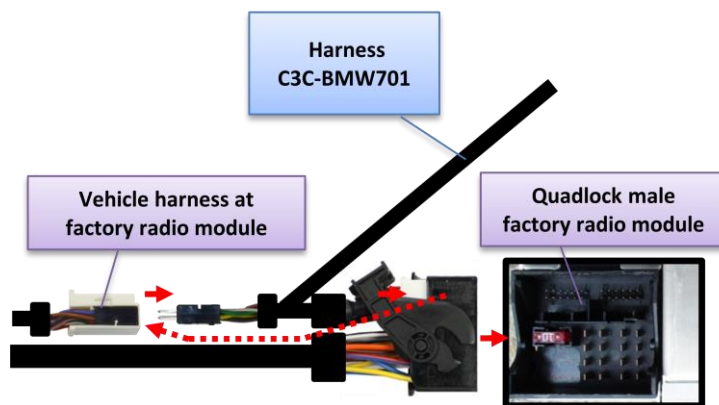 Harness
C3C-BMW701
Vehicle harness at
factory radio module
Quadlock male
factory radio module